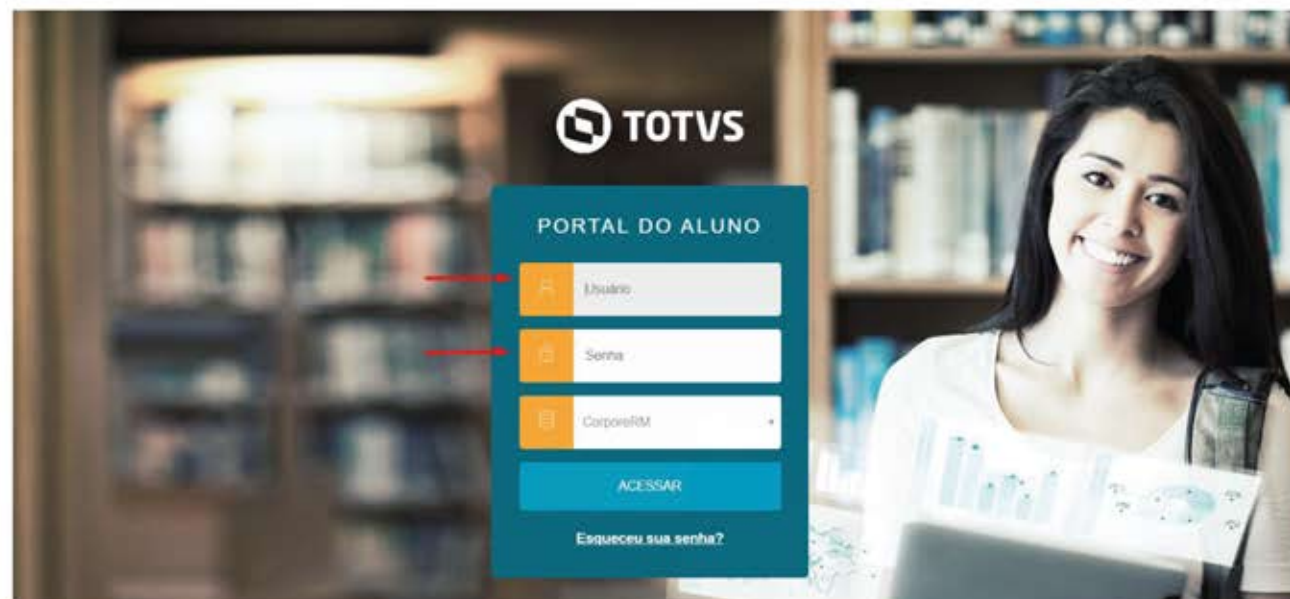 TOTVS
PORTAL DO ALUNO
Usuário
Senha
CorporeRM
ACESSAR
Esqueceu sua senha?